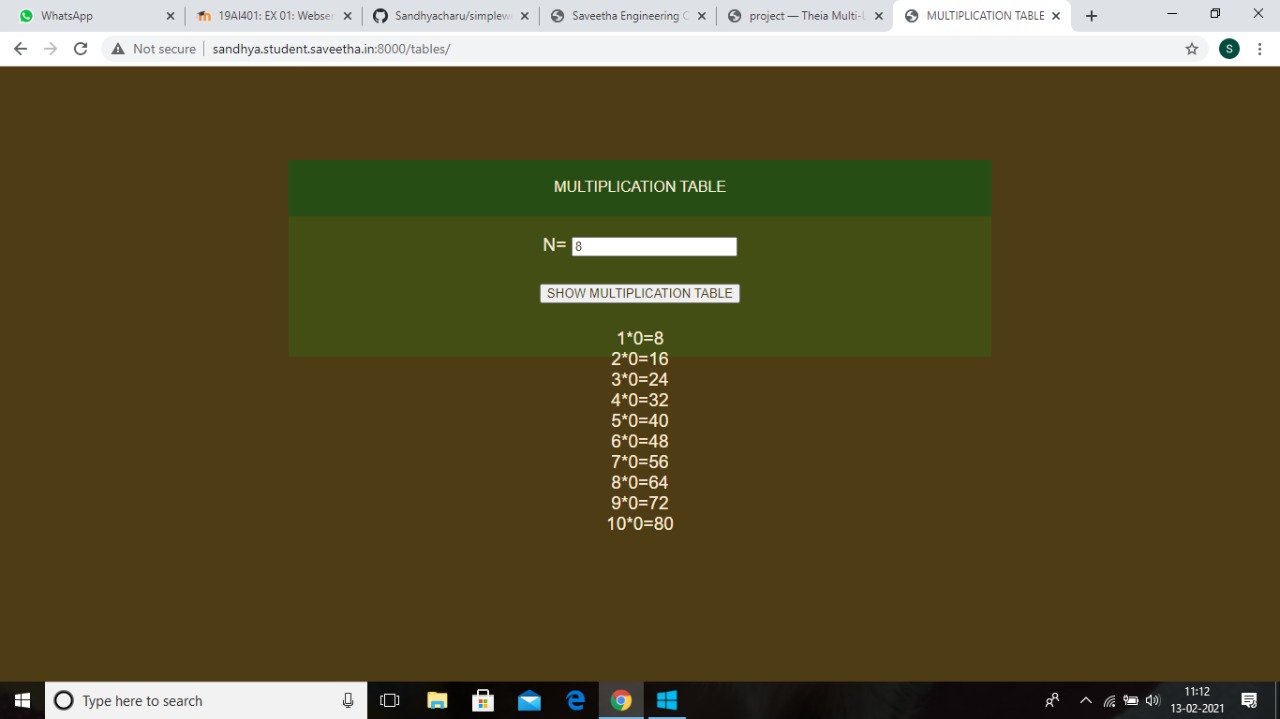 WhatsApp
19AI401: EX 01: Webser
Sandhyacharu/simplew
Saveetha Engineering C
project — Theia Multi-L
MULTIPLICATION TABLE
Not secure
sandhya.student.saveetha.in:8000/tables/
S
MULTIPLICATION TABLE
N= 8
SHOW MULTIPLICATION TABLE
1*0=8
2*0=16
3*0=24
4*0=32
5*0=40
6*0=48
7*0=56
8*0=64
9*0=72
10*0=80
Type here to search
11:12
13-02-2021